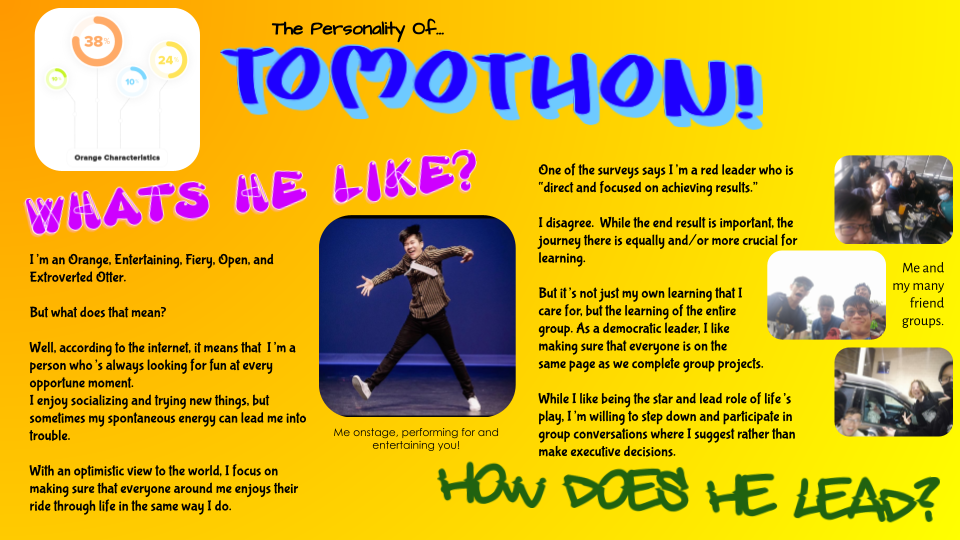 The Personality Of...
TOMOTHON!
38%
24%
10%
Orange Characteristics
WHATS HE LIKE?
I'm an Orange, Entertaining, Fiery, Open, and
Extroverted Otter.
But what does that mean?
Well, according to the internet, it means that I'm a
person who's always looking for fun at every
opportune moment.
I enjoy socializing and trying new things, but
sometimes my spontaneous energy can lead me into
trouble.
With an optimistic view to the world, I focus on
making sure that everyone around me enjoys their
ride through life in the same way I do.
Me onstage, performing for and
entertaining you!
One of the surveys says I'm a red leader who is
"direct and focused on achieving results."
I disagree. While the end result is important, the
journey there is equally and/or more crucial for
learning.
But it's not just my own learning that I
care for, but the learning of the entire
group. As a democratic leader, I like
making sure that everyone is on the
same page as we complete group projects.
While I like being the star and lead role of life's
play, I'm willing to step down and participate in
group conversations where I suggest rather than
make executive decisions.
Me and
my many
friend
groups.
HOW DOES HE LEAD?